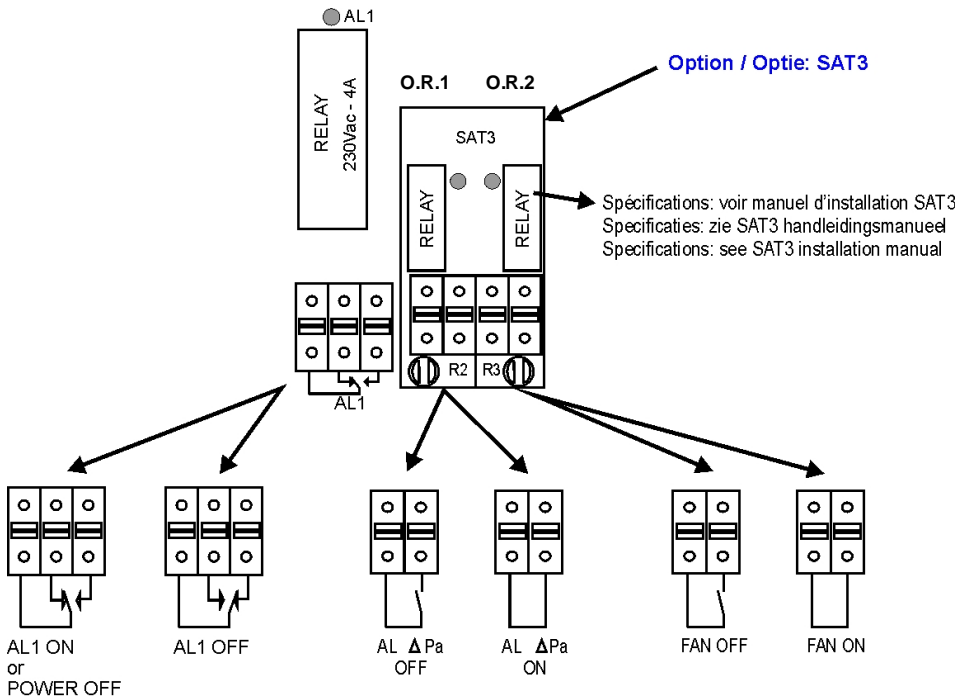 AL1
RELAY
230Vac - 4A
O.R.1 O.R.2
Option / Optie: SAT3
SAT3
RELAY
RELAY
Spécifications: voir manuel d'installation SAT3
Specificaties: zie SAT3 handleidingsmanueel
Specifications: see SAT3 installation manual
R2 R3
AL1
AL1 ON
or
POWER OFF
AL1 OFF
AL ΔPa
OFF
AL ΔPa
ON
FAN OFF
FAN ON